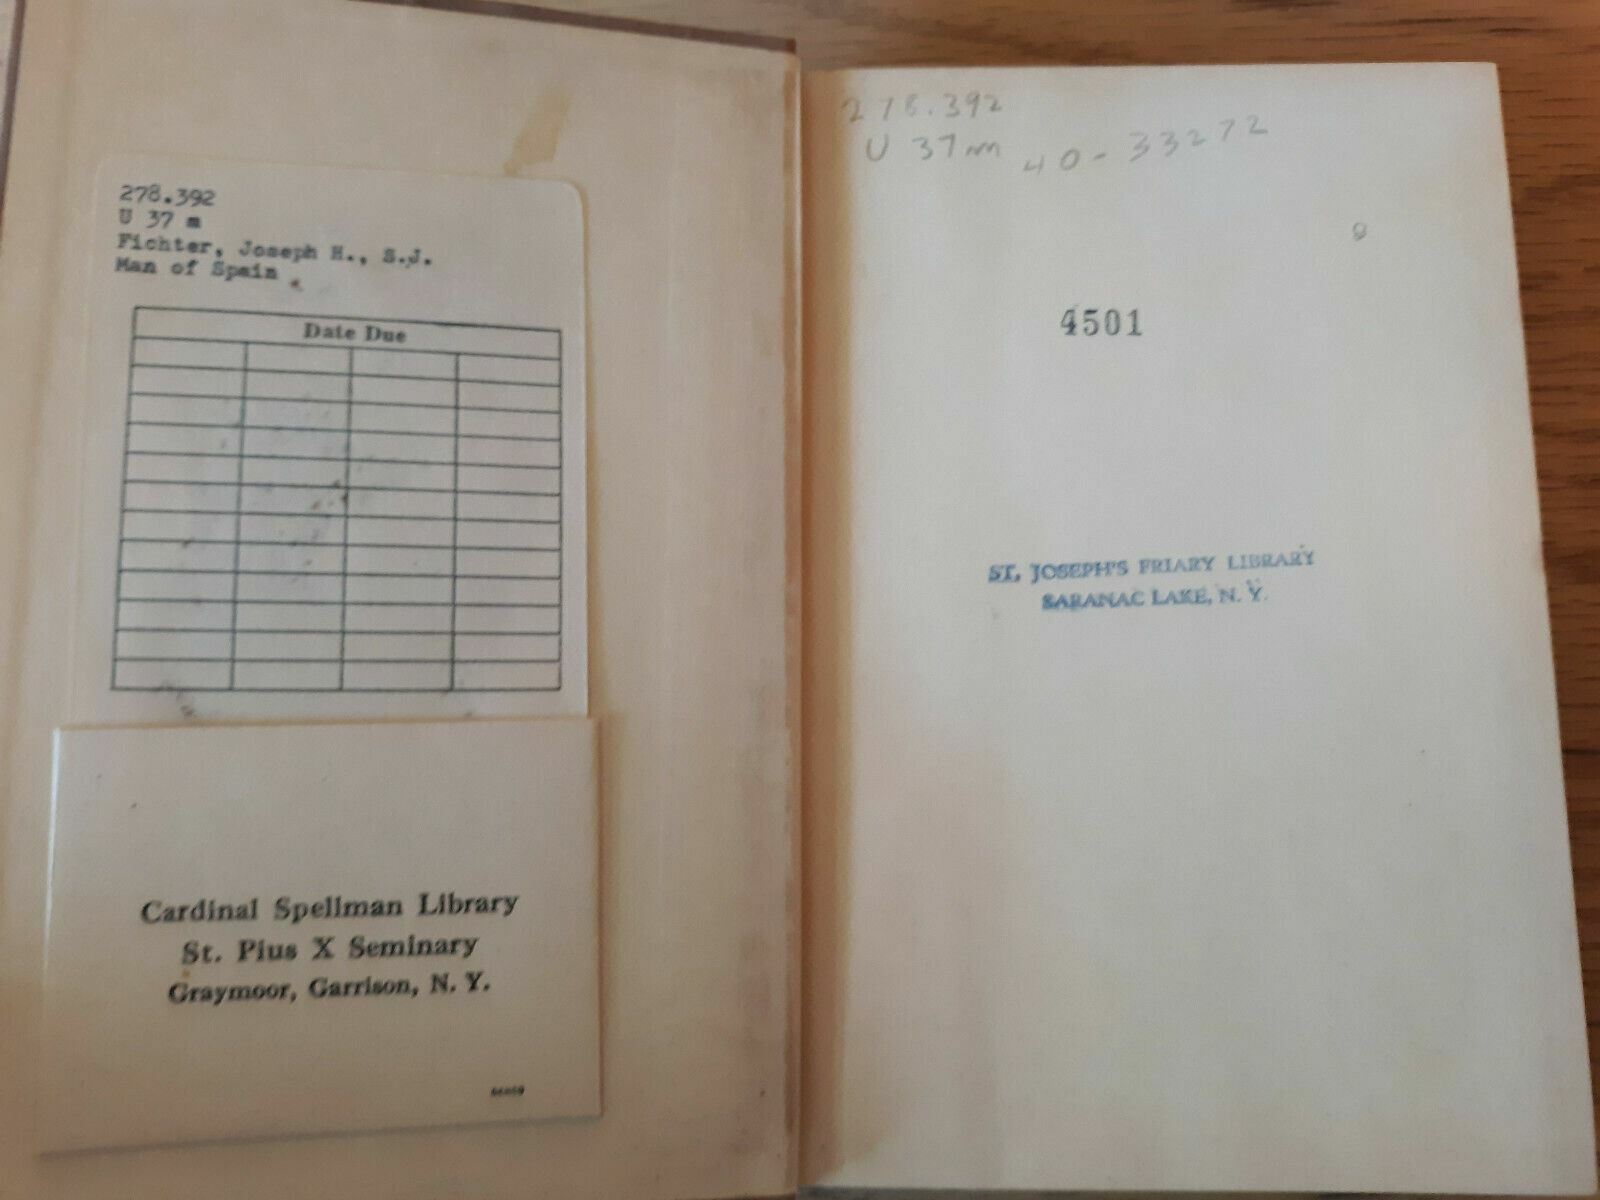 278.392
U 37 m
Fichter, Joseph H., S.J.
Man of Spain
Date Due
Cardinal Spellman Library
St. Pius X Seminary
Graymoor, Garrison, N. Y.
278.392
U 37m
40-33272
4501
ST. JOSEPH'S FRIARY LIBRARY
SARANAC LAKE, N. Y.